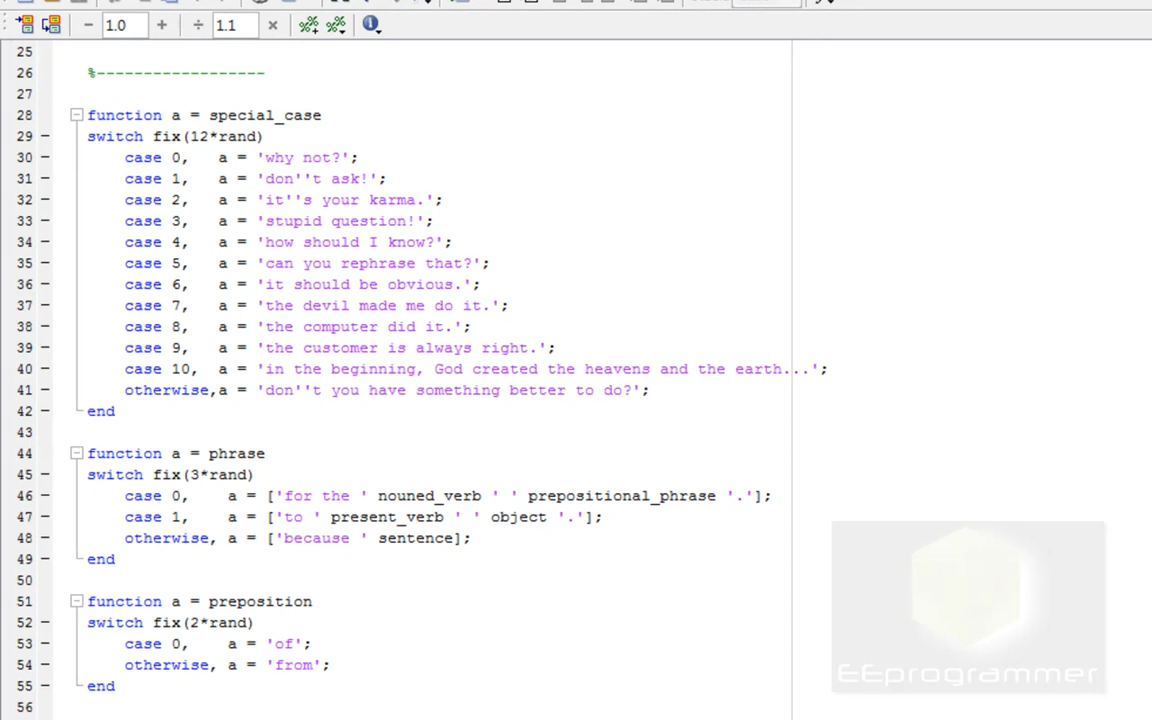 1.0 1.1
25
26 %------------------
27
28 function a = special_case
29 switch fix(12*rand)
30 case 0, a = 'why not?';
31 case 1, a = 'don''t ask!';
32 case 2, a = 'it''s your karma.';
33 case 3, a = 'stupid question!';
34 case 4, a = 'how should I know?';
35 case 5, a = 'can you rephrase that?';
36 case 6, a = 'it should be obvious.';
37 case 7, a = 'the devil made me do it.';
38 case 8, a = 'the computer did it.';
39 case 9, a = 'the customer is always right.';
40 case 10, a = 'in the beginning, God created the heavens and the earth...';
41 otherwise,a = 'don''t you have something better to do?';
42 end
43
44 function a = phrase
45 switch fix(3*rand)
46 case 0, a = ['for the ' nouned_verb ' ' prepositional_phrase '.'];
47 case 1, a = ['to ' present_verb ' ' object '.'];
48 otherwise, a = ['because ' sentence];
49 end
50
51 function a = preposition
52 switch fix(2*rand)
53 case 0, a = 'of';
54 otherwise, a = 'from';
55 end
56
EEprogrammer